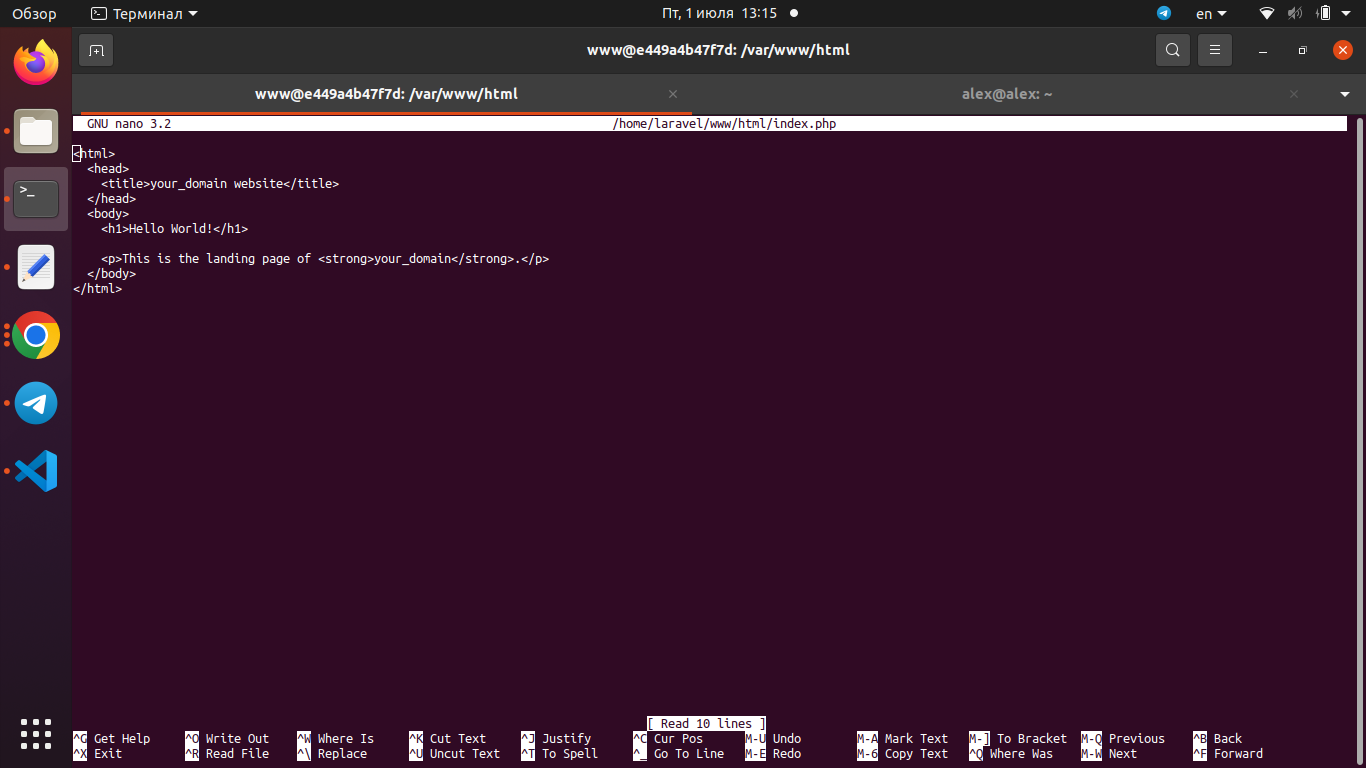 Обзор Терминал Пт, 1 июля 13:15 en
www@e449a4b47f7d: /var/www/html
www@e449a4b47f7d: /var/www/html alex@alex: ~
GNU nano 3.2 /home/laravel/www/html/index.php
<html>
  <head>
    <title>your_domain website</title>
  </head>
  <body>
    <h1>Hello World!</h1>
    <p>This is the landing page of <strong>your_domain</strong>.</p>
  </body>
</html>
[ Read 10 lines ]
^G Get Help ^O Write Out ^W Where Is ^K Cut Text ^J Justify ^C Cur Pos M-U Undo M-A Mark Text M-] To Bracket M-Q Previous ^B Back
^X Exit ^R Read File ^\ Replace ^U Uncut Text ^T To Spell ^_ Go To Line M-E Redo M-6 Copy Text ^Q Where Was M-W Next ^F Forward